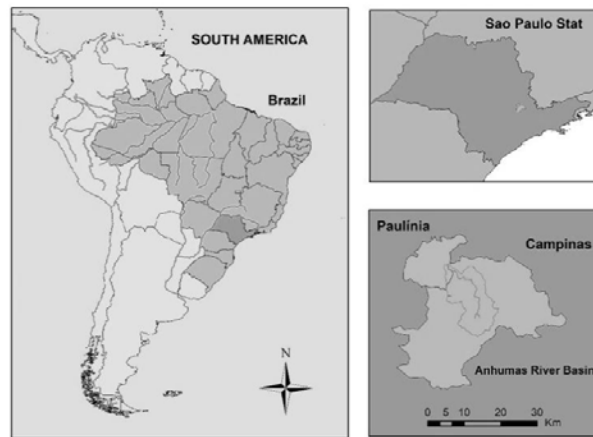 SOUTH AMERICA
Brazil
N
Sao Paulo Stat
Paulínia
Campinas
Anhumas River Basin
0 5 10 20 30
Km